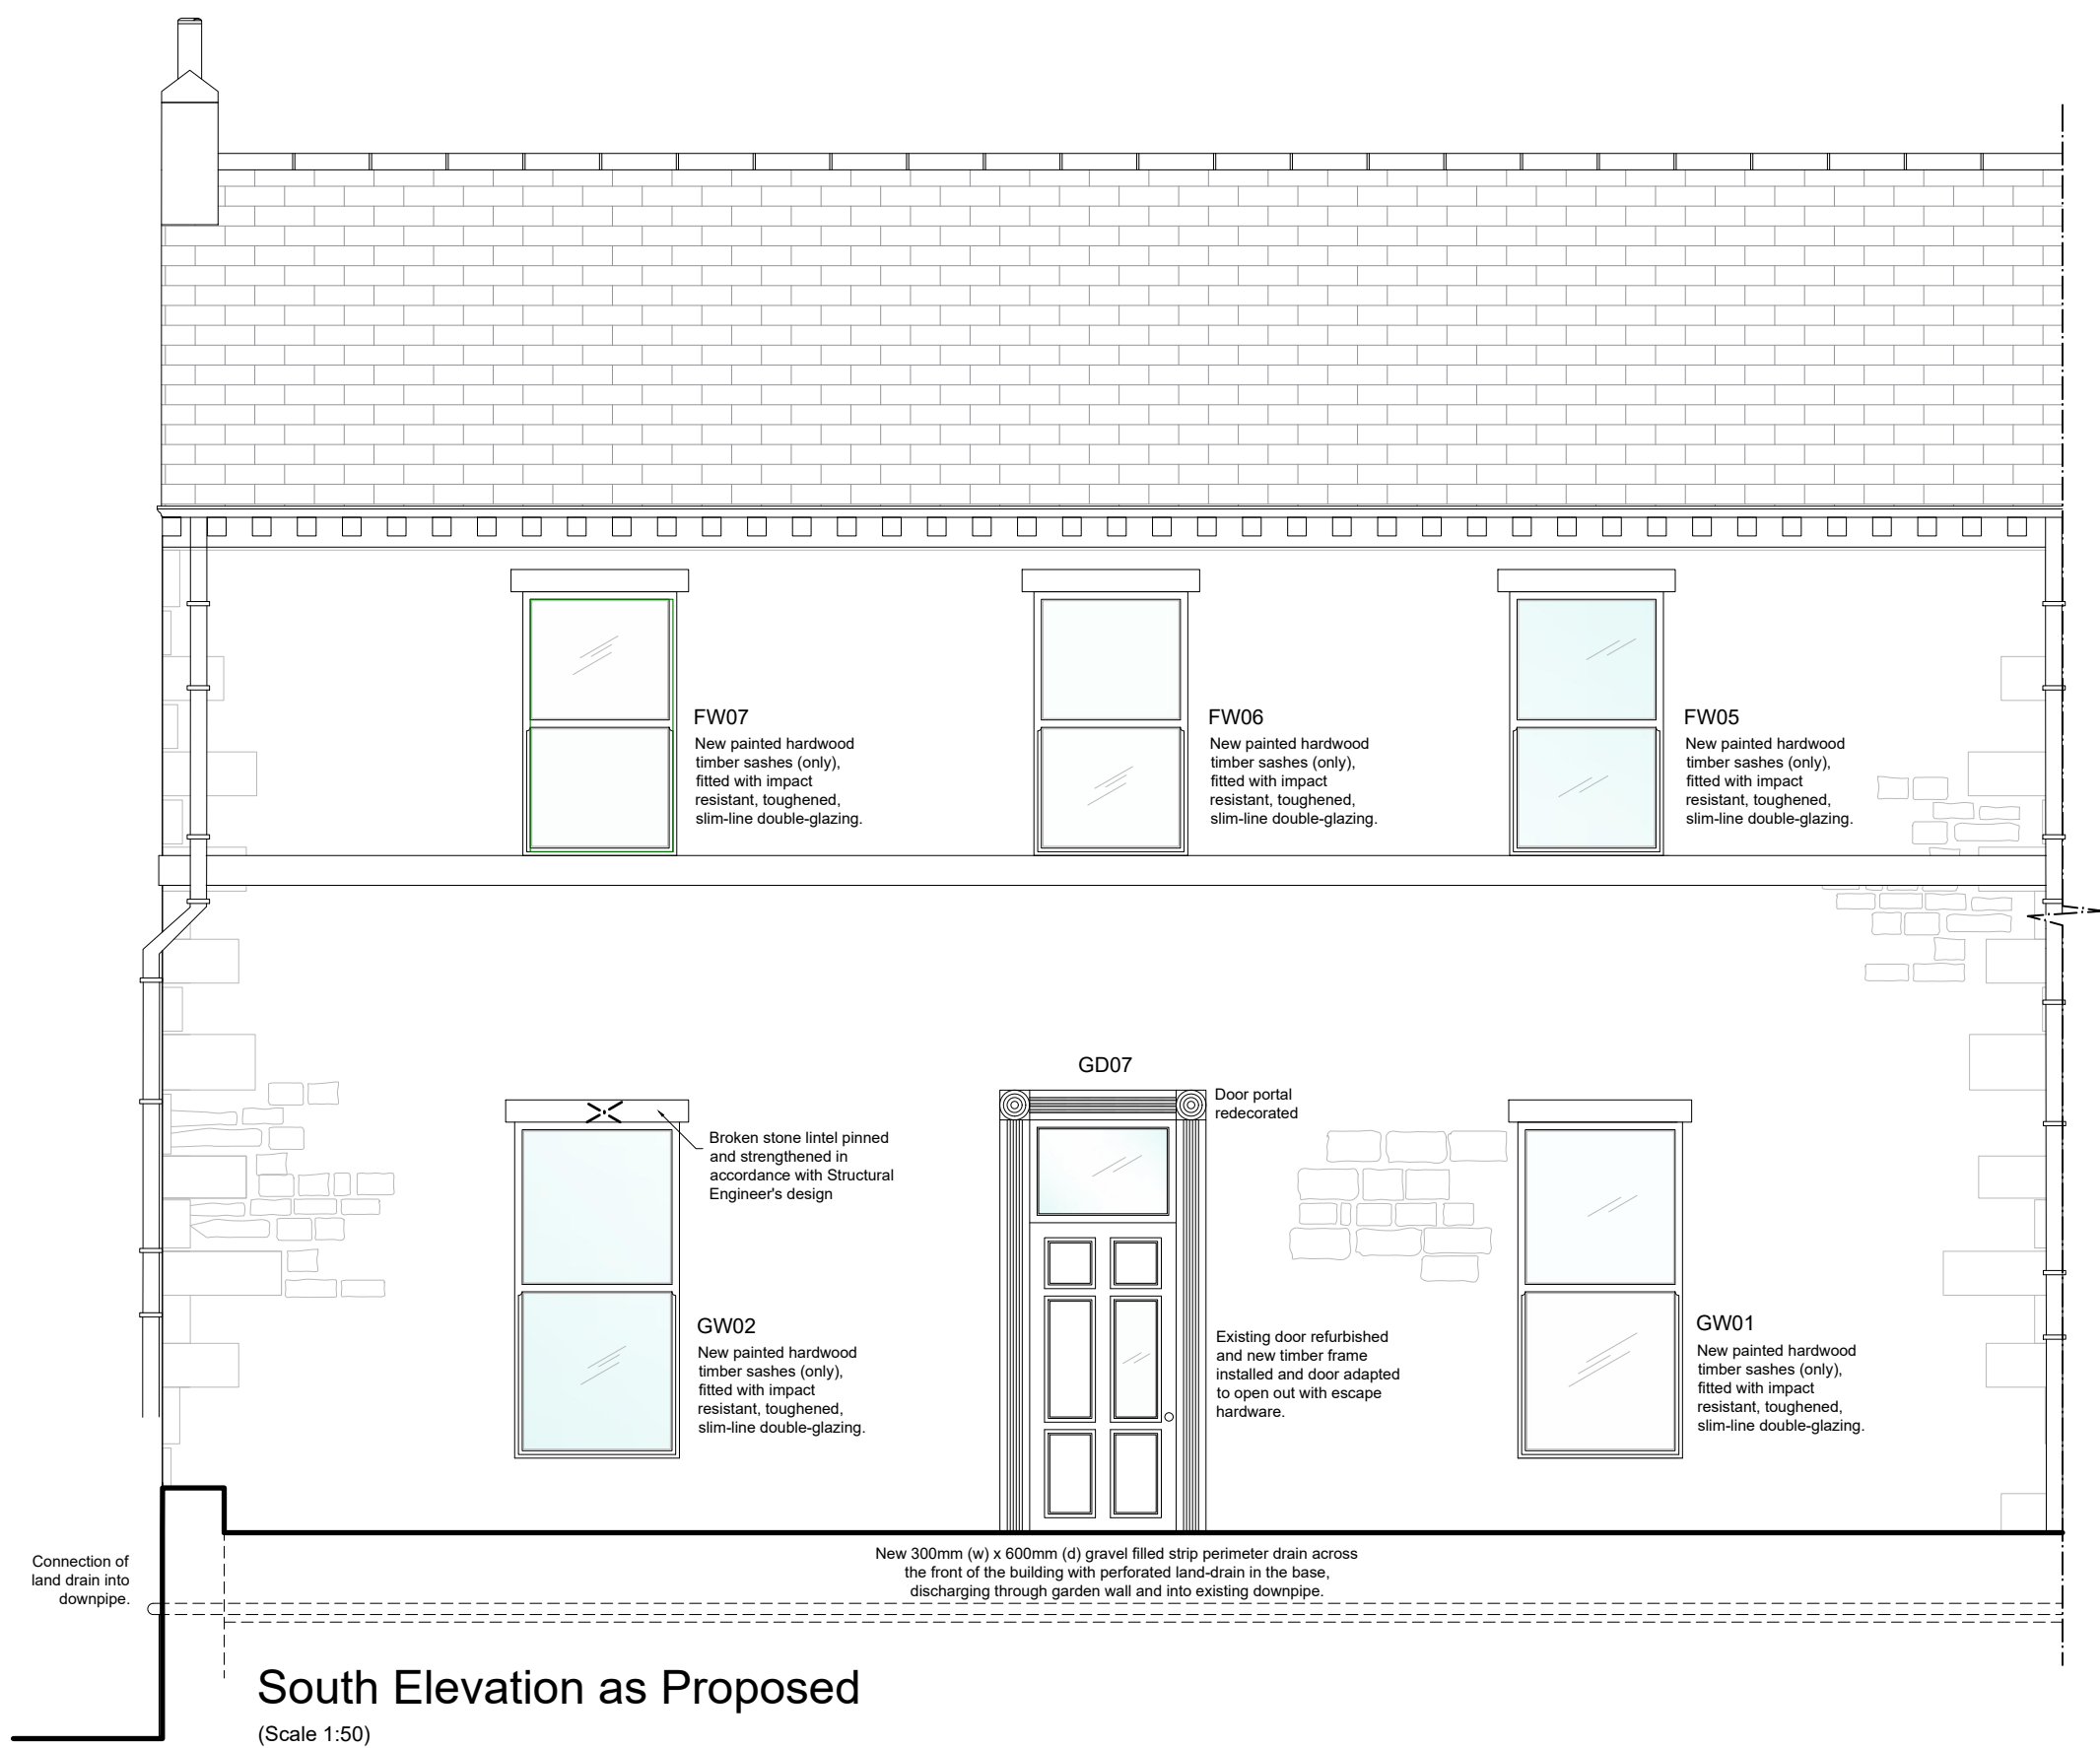 FW07
New painted hardwood
timber sashes (only),
fitted with impact
resistant, toughened,
slim-line double-glazing.
FW06
New painted hardwood
timber sashes (only),
fitted with impact
resistant, toughened,
slim-line double-glazing.
FW05
New painted hardwood
timber sashes (only),
fitted with impact
resistant, toughened,
slim-line double-glazing.
GD07
Door portal
redecorated
Broken stone lintel pinned
and strengthened in
accordance with Structural
Engineer's design
GW02
New painted hardwood
timber sashes (only),
fitted with impact
resistant, toughened,
slim-line double-glazing.
Existing door refurbished
and new timber frame
installed and door adapted
to open out with escape
hardware.
GW01
New painted hardwood
timber sashes (only),
fitted with impact
resistant, toughened,
slim-line double-glazing.
Connection of
land drain into
downpipe.
New 300mm (w) x 600mm (d) gravel filled strip perimeter drain across
the front of the building with perforated land-drain in the base,
discharging through garden wall and into existing downpipe.
South Elevation as Proposed
(Scale 1:50)